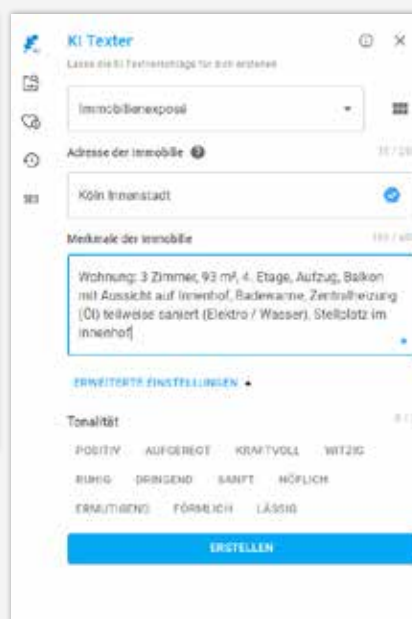 KI Texter
Lasse die KI Textvorschläge für dich erstellen
Immobilienexposé
Adresse der Immobilie
Köln Innenstadt
Merkmale der Immobilie
Wohnung: 3 Zimmer, 93 m², 4. Etage, Aufzug, Balkon
mit Aussicht auf Innenhof, Badewanne, Zentralheizung
(Öl) teilweise saniert (Elektro / Wasser), Stellplatz im
Innenhof
ERWEITERTE EINSTELLUNGEN
Tonalität
POSITIV AUFGEREGT KRAFTVOLL WITZIG
RUHIG DRINGEND SANFT HÖFLICH
ERMUTIGEND FÖRMLICH LÄSSIG
ERSTELLEN